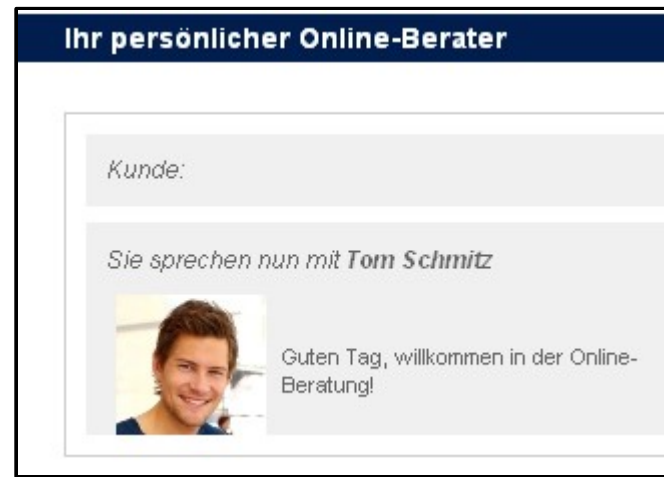 Ihr persönlicher Online-Berater
Kunde:
Sie sprechen nun mit Tom Schmitz
Guten Tag, willkommen in der Online-
Beratung!